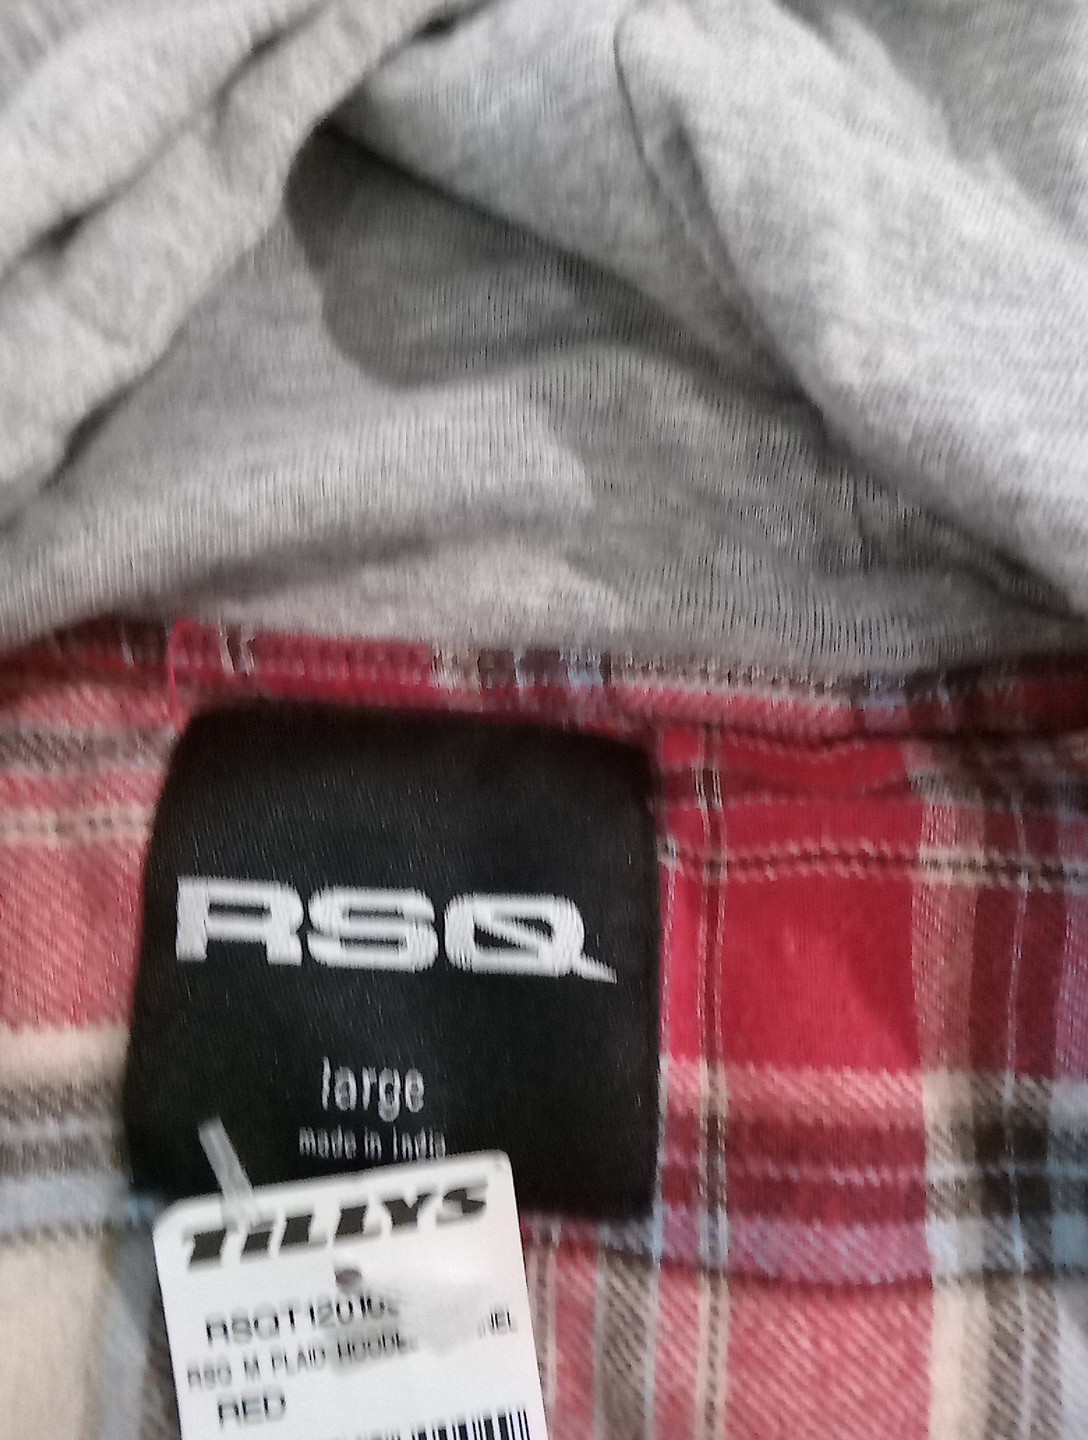 RSQ
large
made in India
TILLYS
RSQ M PLAID
RED